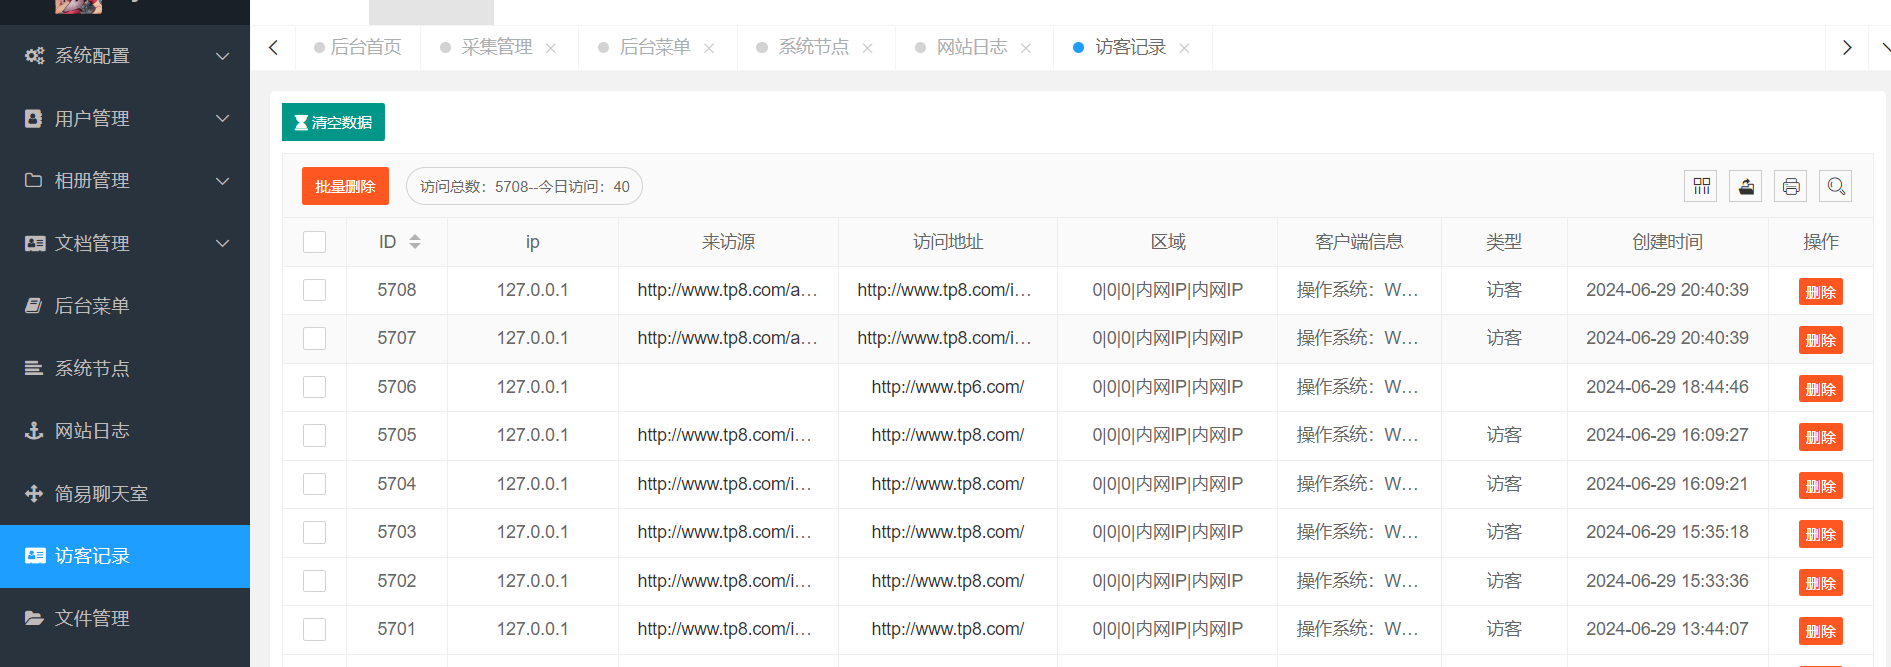 系统配置
用户管理
相册管理
文档管理
后台菜单
系统节点
网站日志
简易聊天室
访客记录
文件管理
后台首页 采集管理 后台菜单 系统节点 网站日志 访客记录
清空数据
批量删除 访问总数：5708--今日访问：40
ID ip 来访源 访问地址 区域 客户端信息 类型 创建时间 操作
5708 127.0.0.1 http://www.tp8.com/a... http://www.tp8.com/i... 0|0|0|内网IP|内网IP 操作系统：W... 访客 2024-06-29 20:40:39 删除
5707 127.0.0.1 http://www.tp8.com/a... http://www.tp8.com/i... 0|0|0|内网IP|内网IP 操作系统：W... 访客 2024-06-29 20:40:39 删除
5706 127.0.0.1 http://www.tp6.com/ 0|0|0|内网IP|内网IP 操作系统：W... 2024-06-29 18:44:46 删除
5705 127.0.0.1 http://www.tp8.com/i... http://www.tp8.com/ 0|0|0|内网IP|内网IP 操作系统：W... 访客 2024-06-29 16:09:27 删除
5704 127.0.0.1 http://www.tp8.com/i... http://www.tp8.com/ 0|0|0|内网IP|内网IP 操作系统：W... 访客 2024-06-29 16:09:21 删除
5703 127.0.0.1 http://www.tp8.com/i... http://www.tp8.com/ 0|0|0|内网IP|内网IP 操作系统：W... 访客 2024-06-29 15:35:18 删除
5702 127.0.0.1 http://www.tp8.com/i... http://www.tp8.com/ 0|0|0|内网IP|内网IP 操作系统：W... 访客 2024-06-29 15:33:36 删除
5701 127.0.0.1 http://www.tp8.com/i... http://www.tp8.com/ 0|0|0|内网IP|内网IP 操作系统：W... 访客 2024-06-29 13:44:07 删除